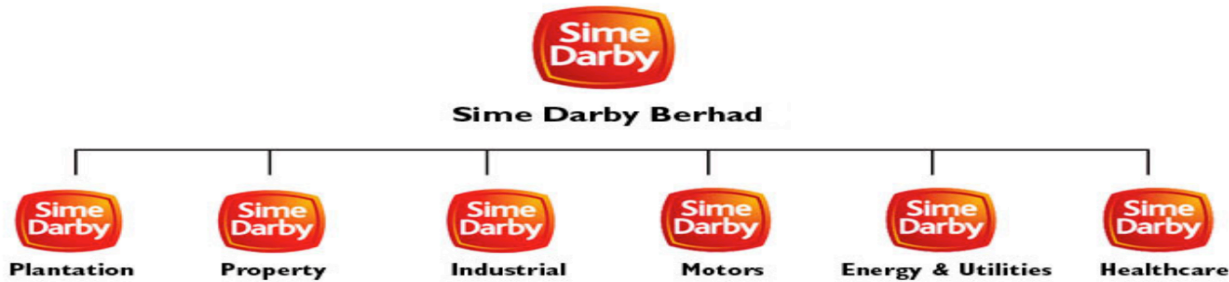 Sime
Darby
Sime Darby Berhad
Sime
Darby
Plantation
Sime
Darby
Property
Sime
Darby
Industrial
Sime
Darby
Motors
Sime
Darby
Energy & Utilities
Sime
Darby
Healthcare